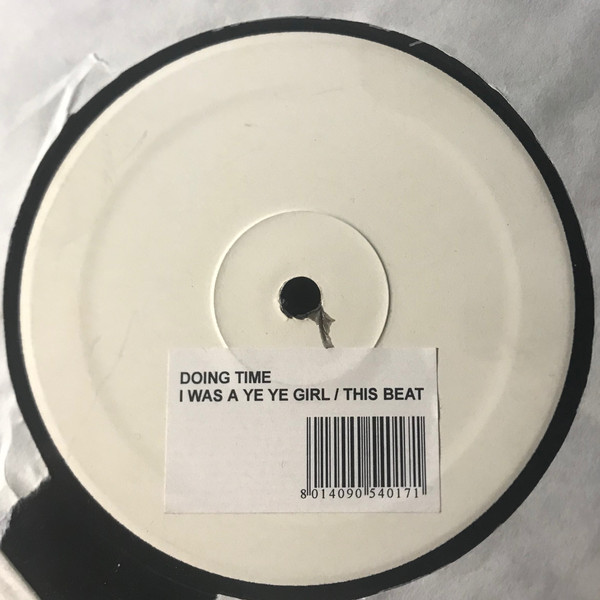 DOING TIME
I WAS A YE YE GIRL / THIS BEAT
8 014090 540171